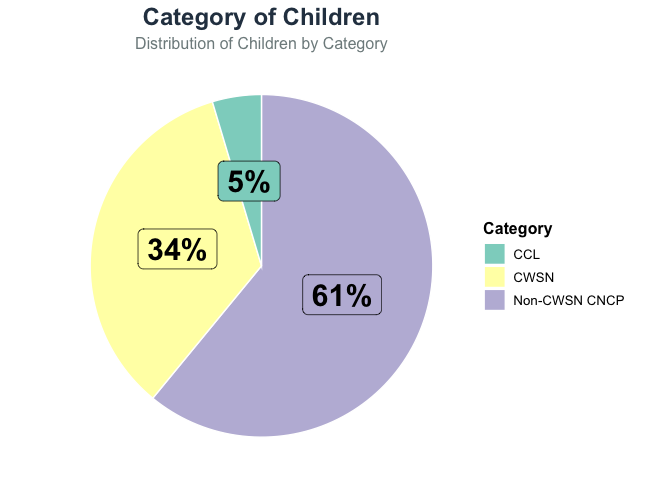 Category of Children
Distribution of Children by Category
5%
34%
61%
Category
CCL
CWSN
Non-CWSN CNCP